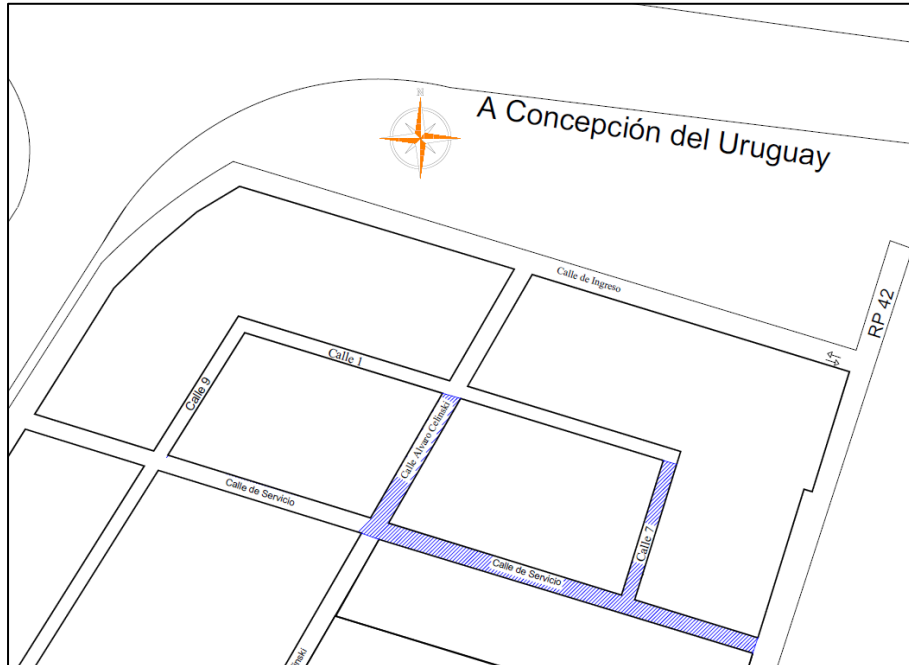 N
A Concepción del Uruguay
Calle de Ingreso
RP 42
Calle 1
Calle 9
Calle Alvaro Celinski
Calle de Servicio
Calle 7
Calle de Servicio
nski